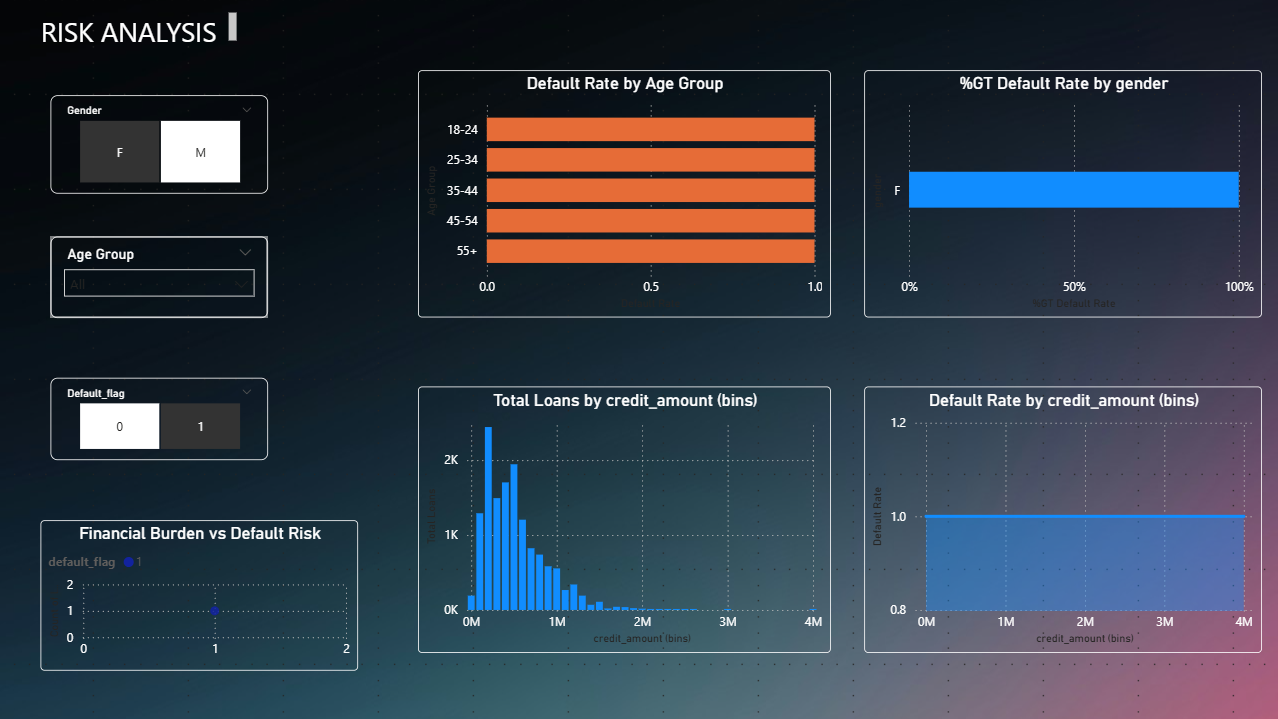 RISK ANALYSIS
Gender
F
M
Age Group
All
Default_flag
0
1
Financial Burden vs Default Risk
default_flag
1
2
1
0
0
1
2
Default Rate by Age Group
Age Group
18-24
25-34
35-44
45-54
55+
0.0
0.5
1.0
%GT Default Rate by gender
gender
F
0%
50%
100%
%GT Default Rate
Total Loans by credit_amount (bins)
Total Loans
2K
1K
0K
0M
1M
2M
3M
4M
credit_amount (bins)
Default Rate by credit_amount (bins)
Default Rate
1.2
1.0
0.8
0M
1M
2M
3M
4M
credit_amount (bins)